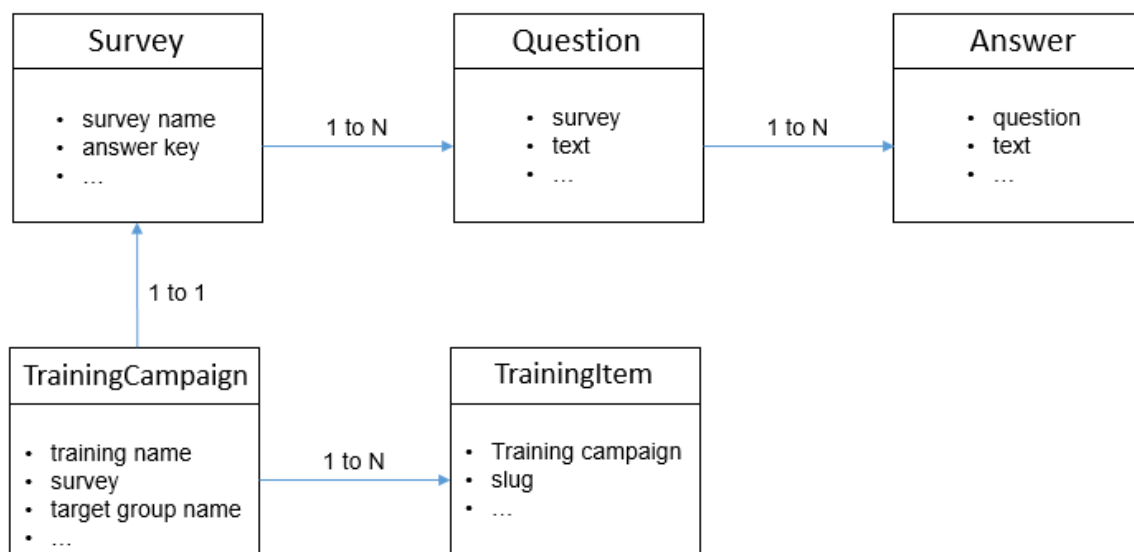 Survey
• survey name
• answer key
• ...
1 to N
Question
• survey
• text
• ...
1 to N
Answer
• question
• text
• ...
1 to 1
TrainingCampaign
• training name
• survey
• target group name
• ...
1 to N
TrainingItem
• Training campaign
• slug
• ...